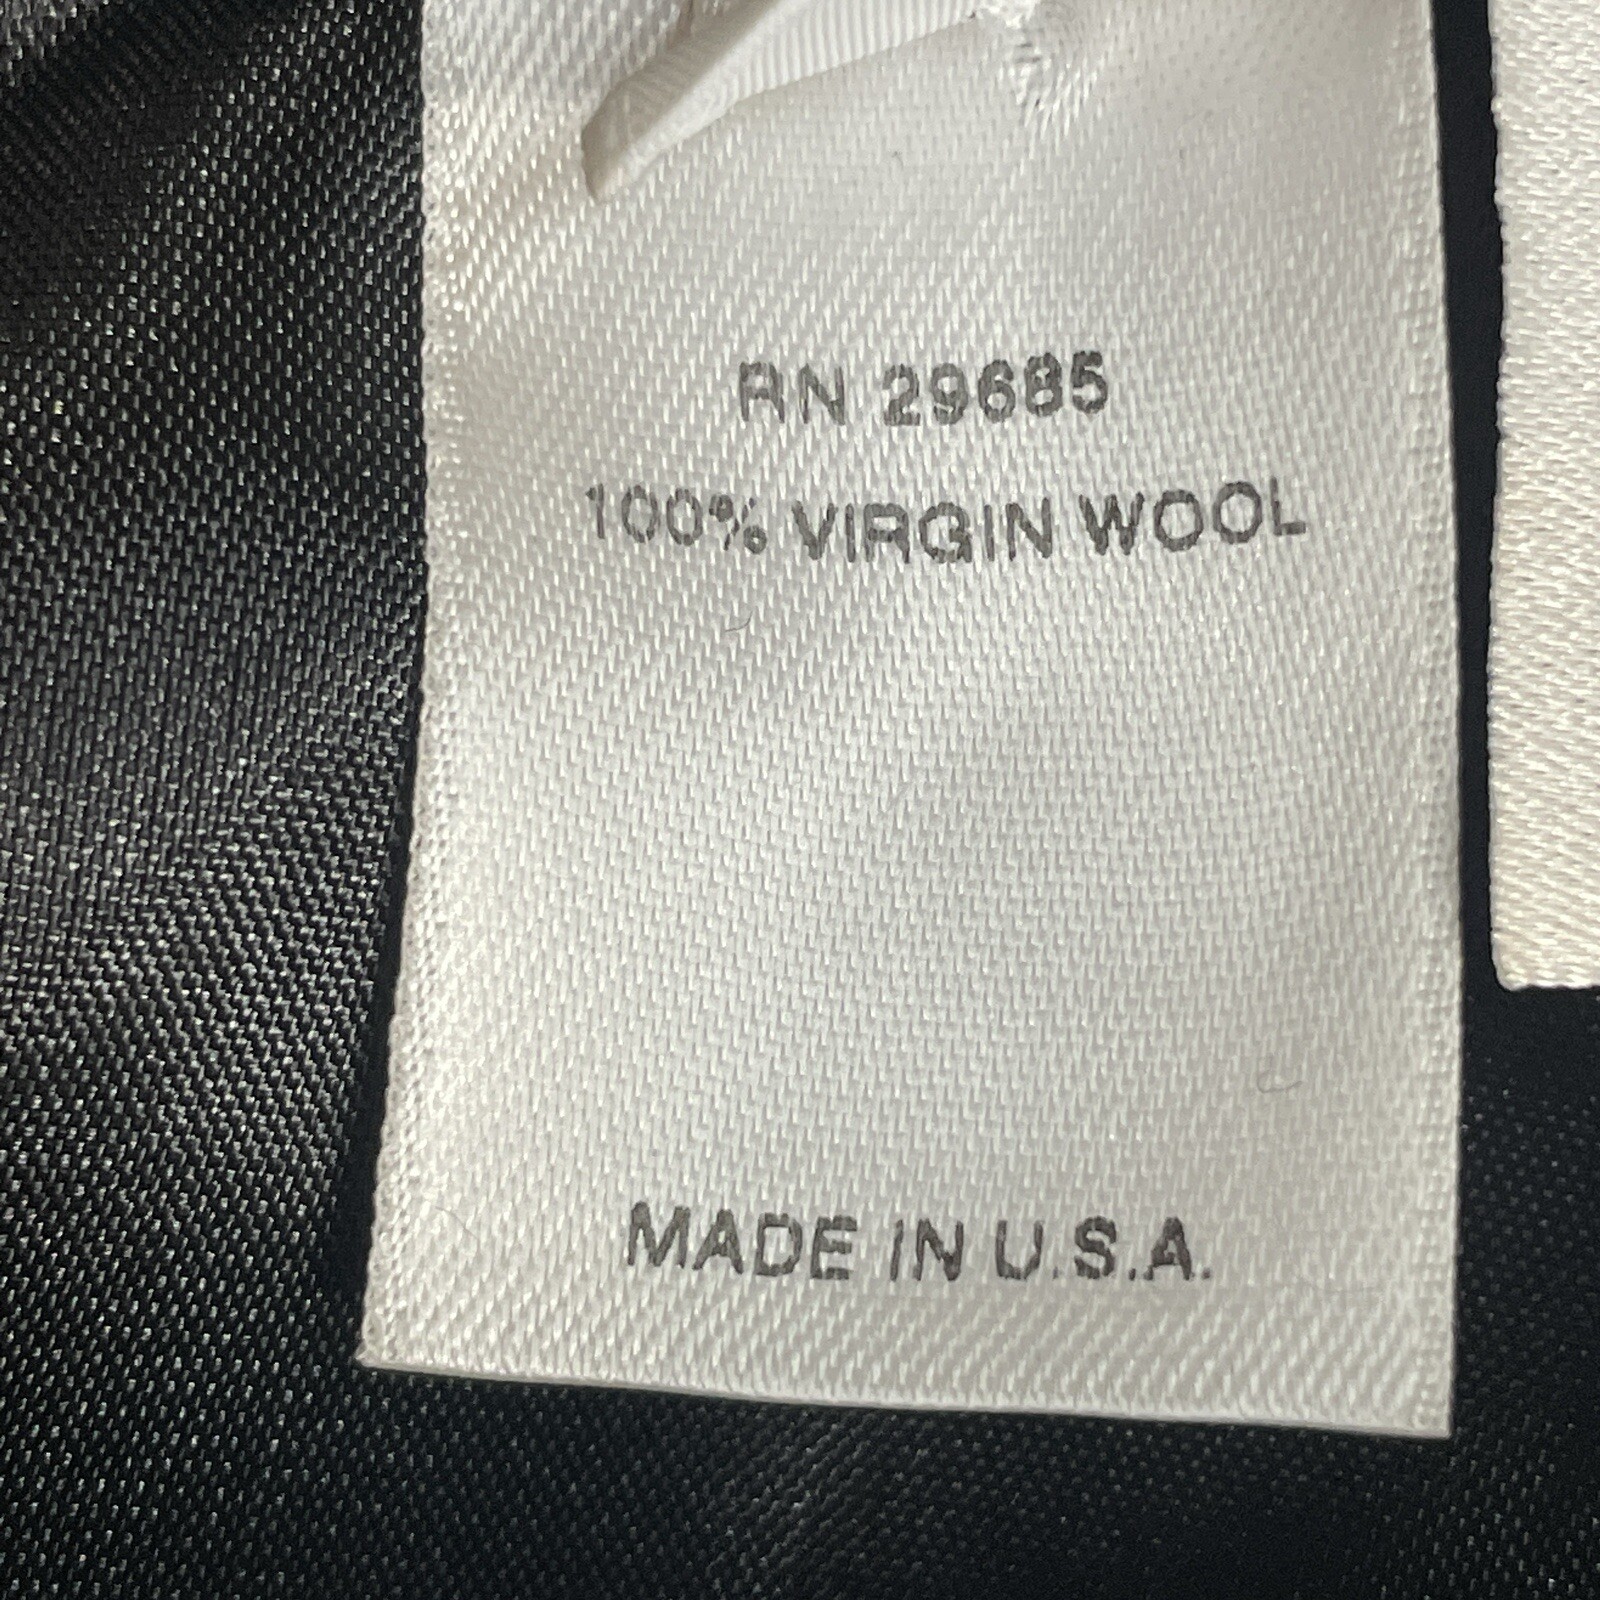 RN 29685
100% VIRGIN WOOL
MADE IN U.S.A.